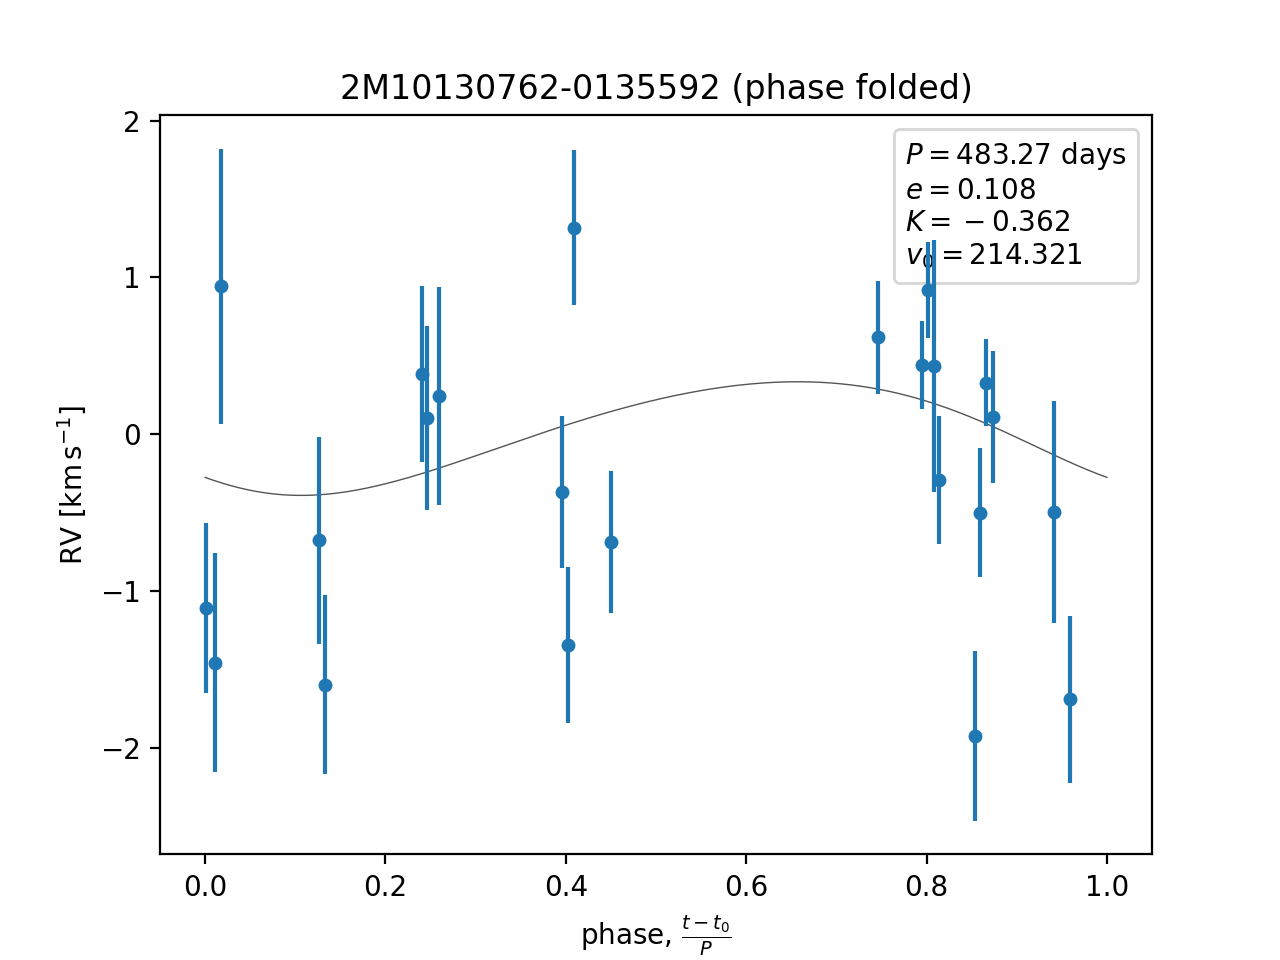 2M10130762-0135592 (phase folded)
P = 483.27 days
e = 0.108
K = −0.362
v0 = 214.321
RV [km s−1]
2
1
0
−1
−2
0.0 0.2 0.4 0.6 0.8 1.0
phase, t − t0 / P